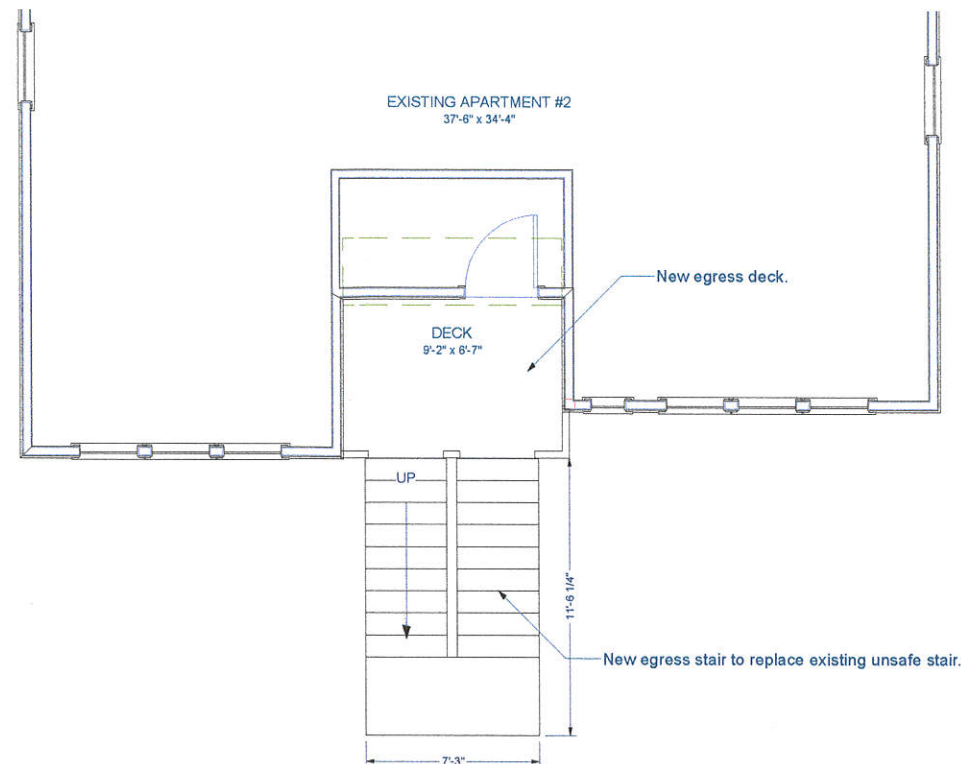 EXISTING APARTMENT #2
37'-6" x 34'-4"
New egress deck.
DECK
9'-2" x 6'-7"
UP
11'-6 1/4"
New egress stair to replace existing unsafe stair.
7'-3"